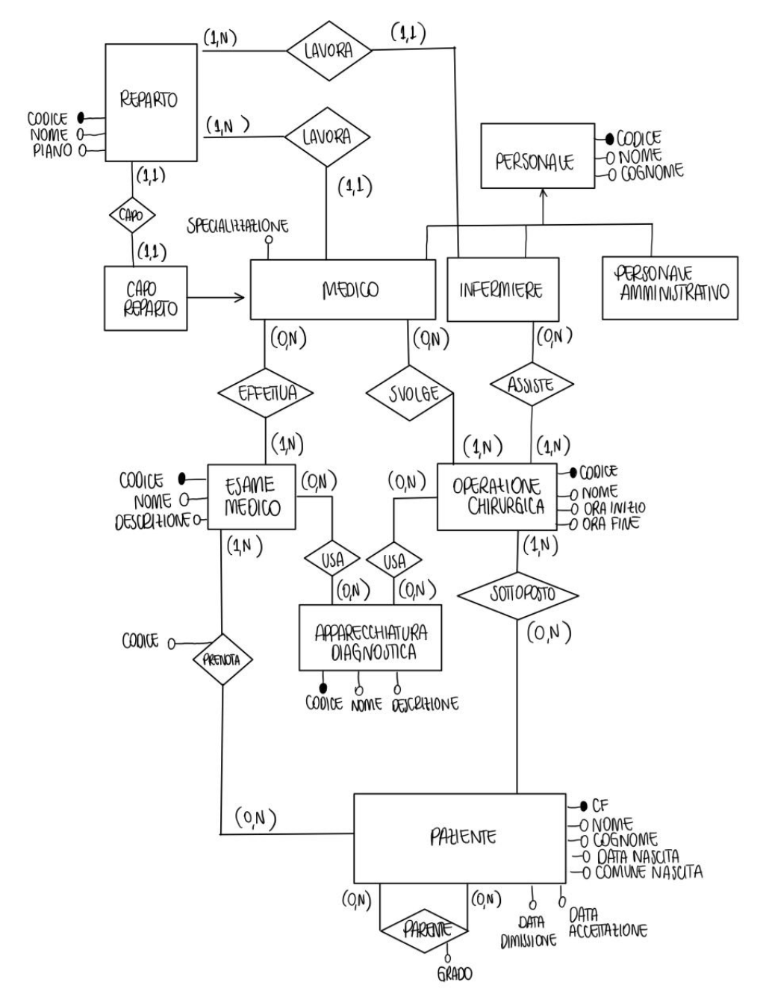 (1,N)
LAVORA
(1,1)
REPARTO
CODICE
NOME
PIANO
(1,N)
LAVORA
(1,1)
PERSONALE
CODICE
NOME
COGNOME
(1,1)
CAPO
(1,1)
SPECIALIZZAZIONE
CAPO
REPARTO
MEDICO
INFERMIERE
PERSONALE
AMMINISTRATIVO
(0,N)
(0,N)
(0,N)
EFFETTUA
SVOLGE
ASSISTE
(1,N)
(1,N)
(1,N)
CODICE
NOME
DESCRIZIONE
ESAME
MEDICO
(0,N)
(0,N)
OPERAZIONE
CHIRURGICA
CODICE
NOME
ORA INIZIO
ORA FINE
(1,N)
(1,N)
USA
USA
(0,N)
(0,N)
SOTTOPOSTO
(0,N)
CODICE
PRENOTA
APPARECCHIATURA
DIAGNOSTICA
CODICE
NOME
DESCRIZIONE
(0,N)
PAZIENTE
CF
NOME
COGNOME
DATA NASCITA
COMUNE NASCITA
(0,N)
(0,N)
PARENTE
GRADO
DATA
DIMISSIONE
DATA
ACCETTAZIONE